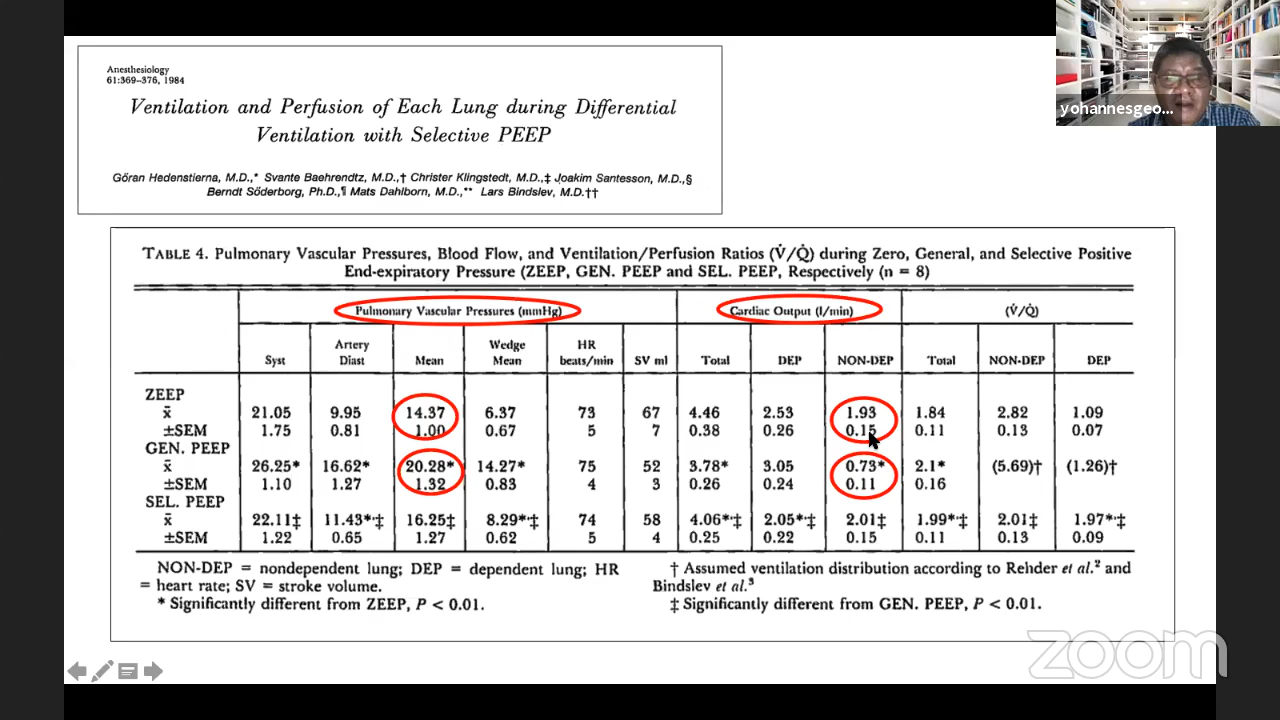 yohannesgeo...
Anesthesiology
61:369–376, 1984
Ventilation and Perfusion of Each Lung during Differential
Ventilation with Selective PEEP
Göran Hedenstierna, M.D.,* Svante Baehrendtz, M.D.,† Christer Klingstedt, M.D.,‡ Joakim Santesson, M.D.,§
Berndt Söderborg, Ph.D.,¶ Mats Dahlborn, M.D.,** Lars Bindslev, M.D.††
TABLE 4. Pulmonary Vascular Pressures, Blood Flow, and Ventilation/Perfusion Ratios (V̇/Q̇) during Zero, General, and Selective Positive
End-expiratory Pressure (ZEEP, GEN. PEEP and SEL. PEEP, Respectively (n = 8)
Pulmonary Vascular Pressures (mmHg) Cardiac Output (l/min) (V̇/Q̇)
Syst Artery Diast Mean Wedge Mean HR beats/min SV ml Total DEP NON-DEP Total NON-DEP DEP
ZEEP
x̄ 21.05 9.95 14.37 6.37 73 67 4.46 2.53 1.93 1.84 2.82 1.09
±SEM 1.75 0.81 1.00 0.67 5 7 0.38 0.26 0.15 0.11 0.13 0.07
GEN. PEEP
x̄ 26.25* 16.62* 20.28* 14.27* 75 52 3.78* 3.05 0.73* 2.1* (5.69)† (1.26)†
±SEM 1.10 1.27 1.32 0.83 4 3 0.26 0.24 0.11 0.16
SEL. PEEP
x̄ 22.11‡ 11.43*,‡ 16.25‡ 8.29*,‡ 74 58 4.06*,‡ 2.05*,‡ 2.01‡ 1.99*,‡ 2.01‡ 1.97*,‡
±SEM 1.22 0.65 1.27 0.62 5 4 0.25 0.22 0.15 0.11 0.13 0.09
NON-DEP = nondependent lung; DEP = dependent lung; HR
= heart rate; SV = stroke volume.
* Significantly different from ZEEP, P < 0.01.
† Assumed ventilation distribution according to Rehder et al.² and
Bindslev et al.³
‡ Significantly different from GEN. PEEP, P < 0.01.
zoom